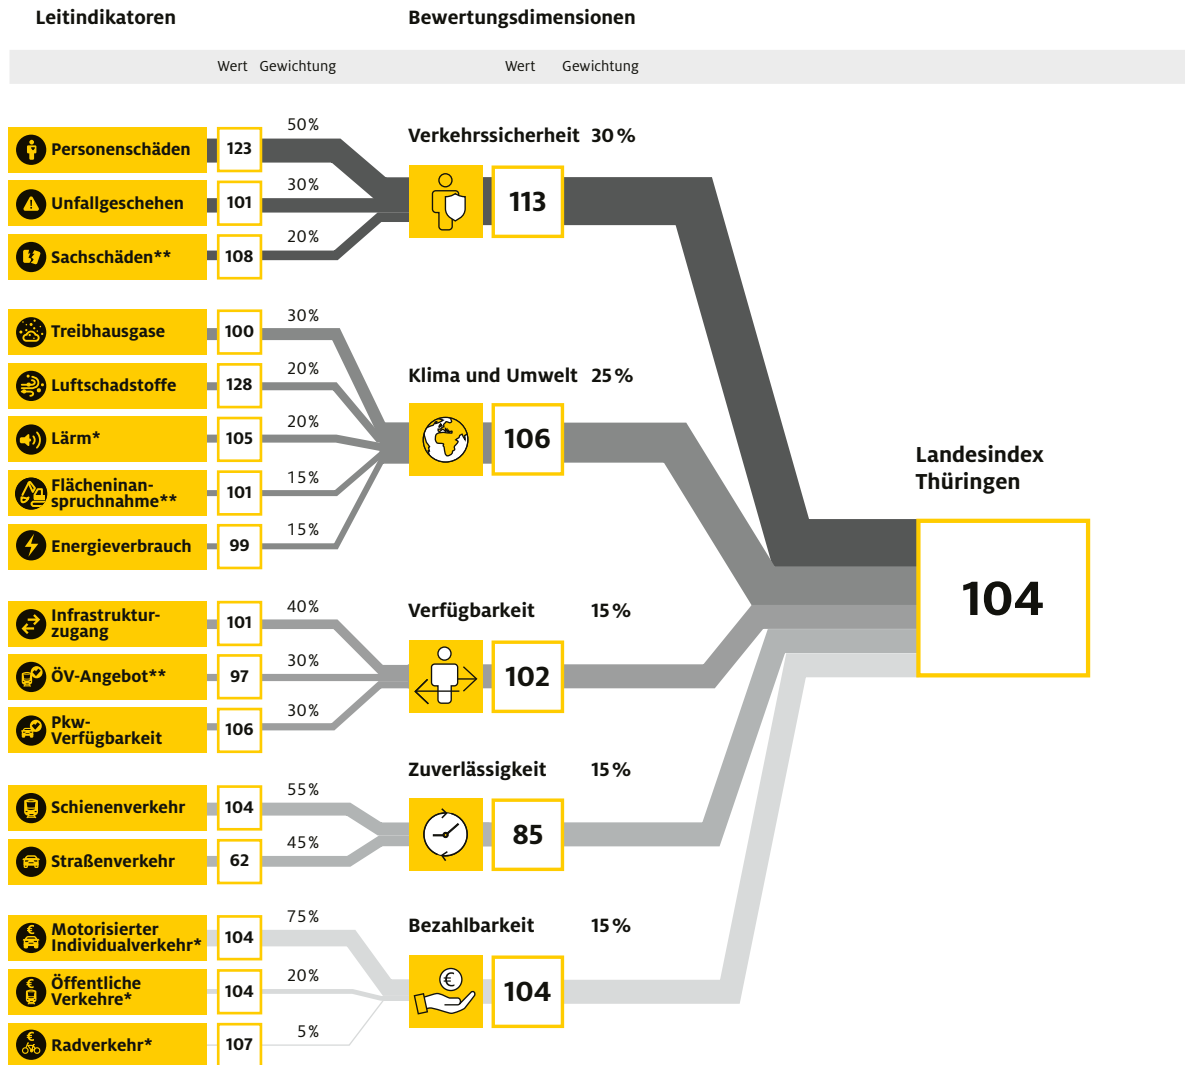 Leitindikatoren
Bewertungsdimensionen
Wert Gewichtung
Wert Gewichtung
Personenschäden 123 50 %
Unfallgeschehen 101 30 %
Sachschäden** 108 20 %
Verkehrssicherheit 30 %
113
Treibhausgase 100 30 %
Luftschadstoffe 128 20 %
Lärm* 105 20 %
Flächeninan-
spruchnahme** 101 15 %
Energieverbrauch 99 15 %
Klima und Umwelt 25 %
106
Infrastruktur-
zugang 101 40 %
ÖV-Angebot** 97 30 %
Pkw-
Verfügbarkeit 106 30 %
Verfügbarkeit 15 %
102
Schienenverkehr 104 55 %
Straßenverkehr 62 45 %
Zuverlässigkeit 15 %
85
€ Motorisierter
Individualverkehr* 104 75 %
€ Öffentliche
Verkehre* 104 20 %
€ Radverkehr* 107 5 %
Bezahlbarkeit 15 %
€
104
Landesindex
Thüringen
104